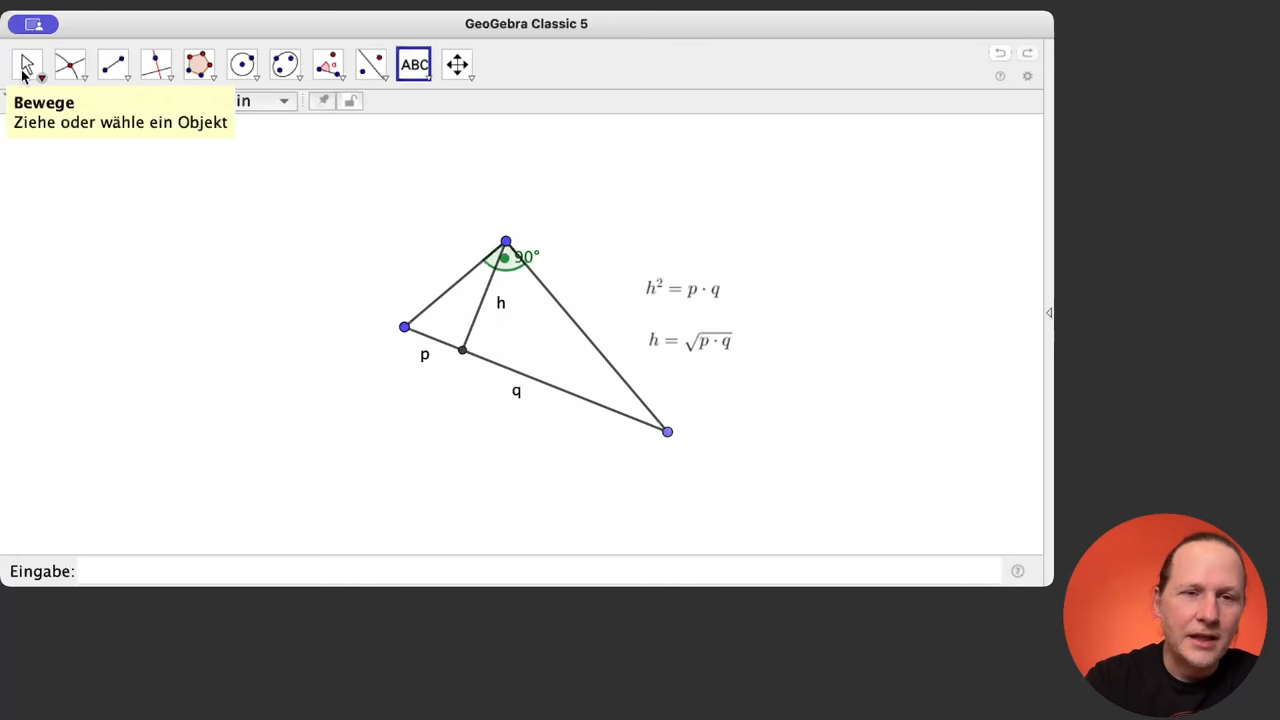 GeoGebra Classic 5
ABC
Bewege
Ziehe oder wähle ein Objekt
in
90°
h
p
q
h² = p · q
h = √(p · q)
Eingabe: